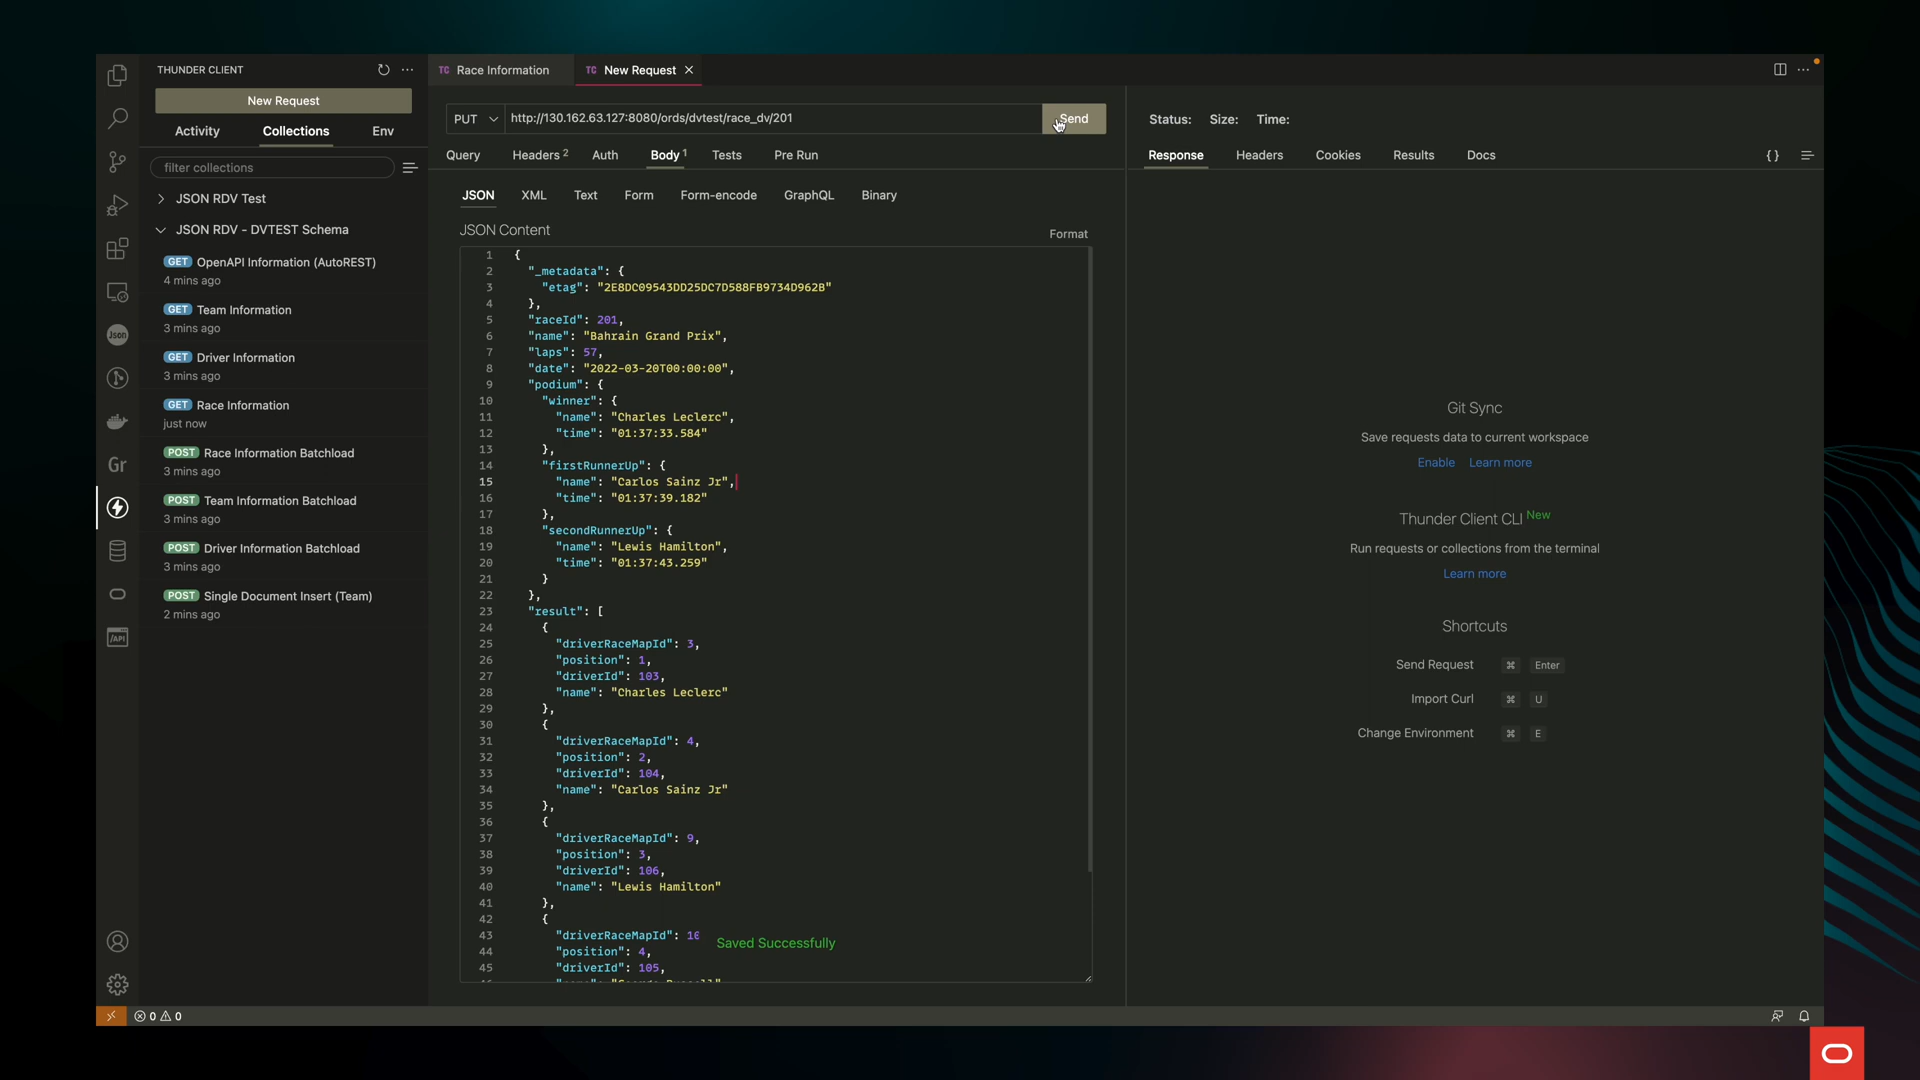 THUNDER CLIENT
New Request
Activity
Collections
Env
filter collections
JSON RDV Test
JSON RDV - DVTEST Schema
GET OpenAPI Information (AutoREST)
4 mins ago
GET Team Information
3 mins ago
GET Driver Information
3 mins ago
GET Race Information
just now
POST Race Information Batchload
3 mins ago
POST Team Information Batchload
3 mins ago
POST Driver Information Batchload
3 mins ago
POST Single Document Insert (Team)
2 mins ago
Json
Gr
/API
TC Race Information
TC New Request
PUT
http://130.162.63.127:8080/ords/dvtest/race_dv/201
Send
Query
Headers 2
Auth
Body 1
Tests
Pre Run
JSON
XML
Text
Form
Form-encode
GraphQL
Binary
JSON Content
Format
1 {
2 "_metadata": {
3 "etag": "2E8DC09543DD25DC7D588FB9734D962B"
4 },
5 "raceId": 201,
6 "name": "Bahrain Grand Prix",
7 "laps": 57,
8 "date": "2022-03-20T00:00:00",
9 "podium": {
10 "winner": {
11 "name": "Charles Leclerc",
12 "time": "01:37:33.584"
13 },
14 "firstRunnerUp": {
15 "name": "Carlos Sainz Jr",
16 "time": "01:37:39.182"
17 },
18 "secondRunnerUp": {
19 "name": "Lewis Hamilton",
20 "time": "01:37:43.259"
21 }
22 },
23 "result": [
24 {
25 "driverRaceMapId": 3,
26 "position": 1,
27 "driverId": 103,
28 "name": "Charles Leclerc"
29 },
30 {
31 "driverRaceMapId": 4,
32 "position": 2,
33 "driverId": 104,
34 "name": "Carlos Sainz Jr"
35 },
36 {
37 "driverRaceMapId": 9,
38 "position": 3,
39 "driverId": 106,
40 "name": "Lewis Hamilton"
41 },
42 {
43 "driverRaceMapId": 10
44 "position": 4,
45 "driverId": 105,
Saved Successfully
Status: Size: Time:
Response
Headers
Cookies
Results
Docs
{ }
Git Sync
Save requests data to current workspace
Enable Learn more
Thunder Client CLI New
Run requests or collections from the terminal
Learn more
Shortcuts
Send Request ⌘ Enter
Import Curl ⌘ U
Change Environment ⌘ E
0 0